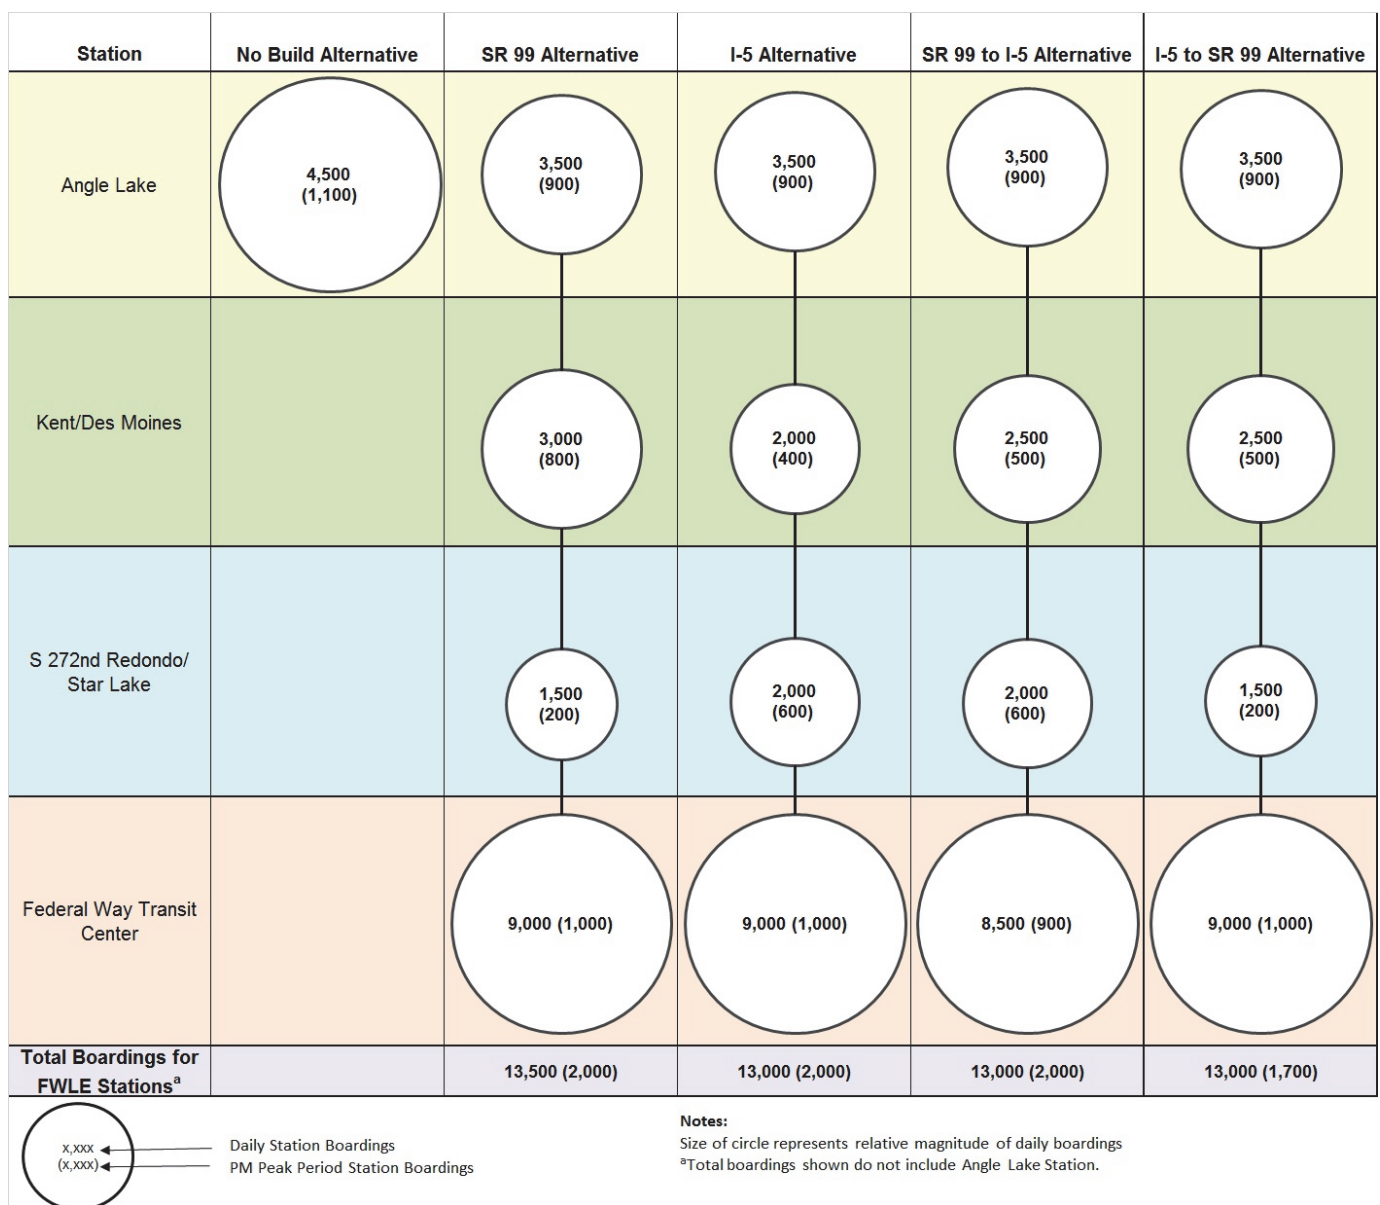 Station
No Build Alternative
SR 99 Alternative
I-5 Alternative
SR 99 to I-5 Alternative
I-5 to SR 99 Alternative
Angle Lake
4,500
(1,100)
3,500
(900)
3,500
(900)
3,500
(900)
3,500
(900)
Kent/Des Moines
3,000
(800)
2,000
(400)
2,500
(500)
2,500
(500)
S 272nd Redondo/
Star Lake
1,500
(200)
2,000
(600)
2,000
(600)
1,500
(200)
Federal Way Transit
Center
9,000 (1,000)
9,000 (1,000)
8,500 (900)
9,000 (1,000)
Total Boardings for
FWLE Stationsᵃ
13,500 (2,000)
13,000 (2,000)
13,000 (2,000)
13,000 (1,700)
x,xxx
(x,xxx)
Daily Station Boardings
PM Peak Period Station Boardings
Notes:
Size of circle represents relative magnitude of daily boardings
ᵃTotal boardings shown do not include Angle Lake Station.